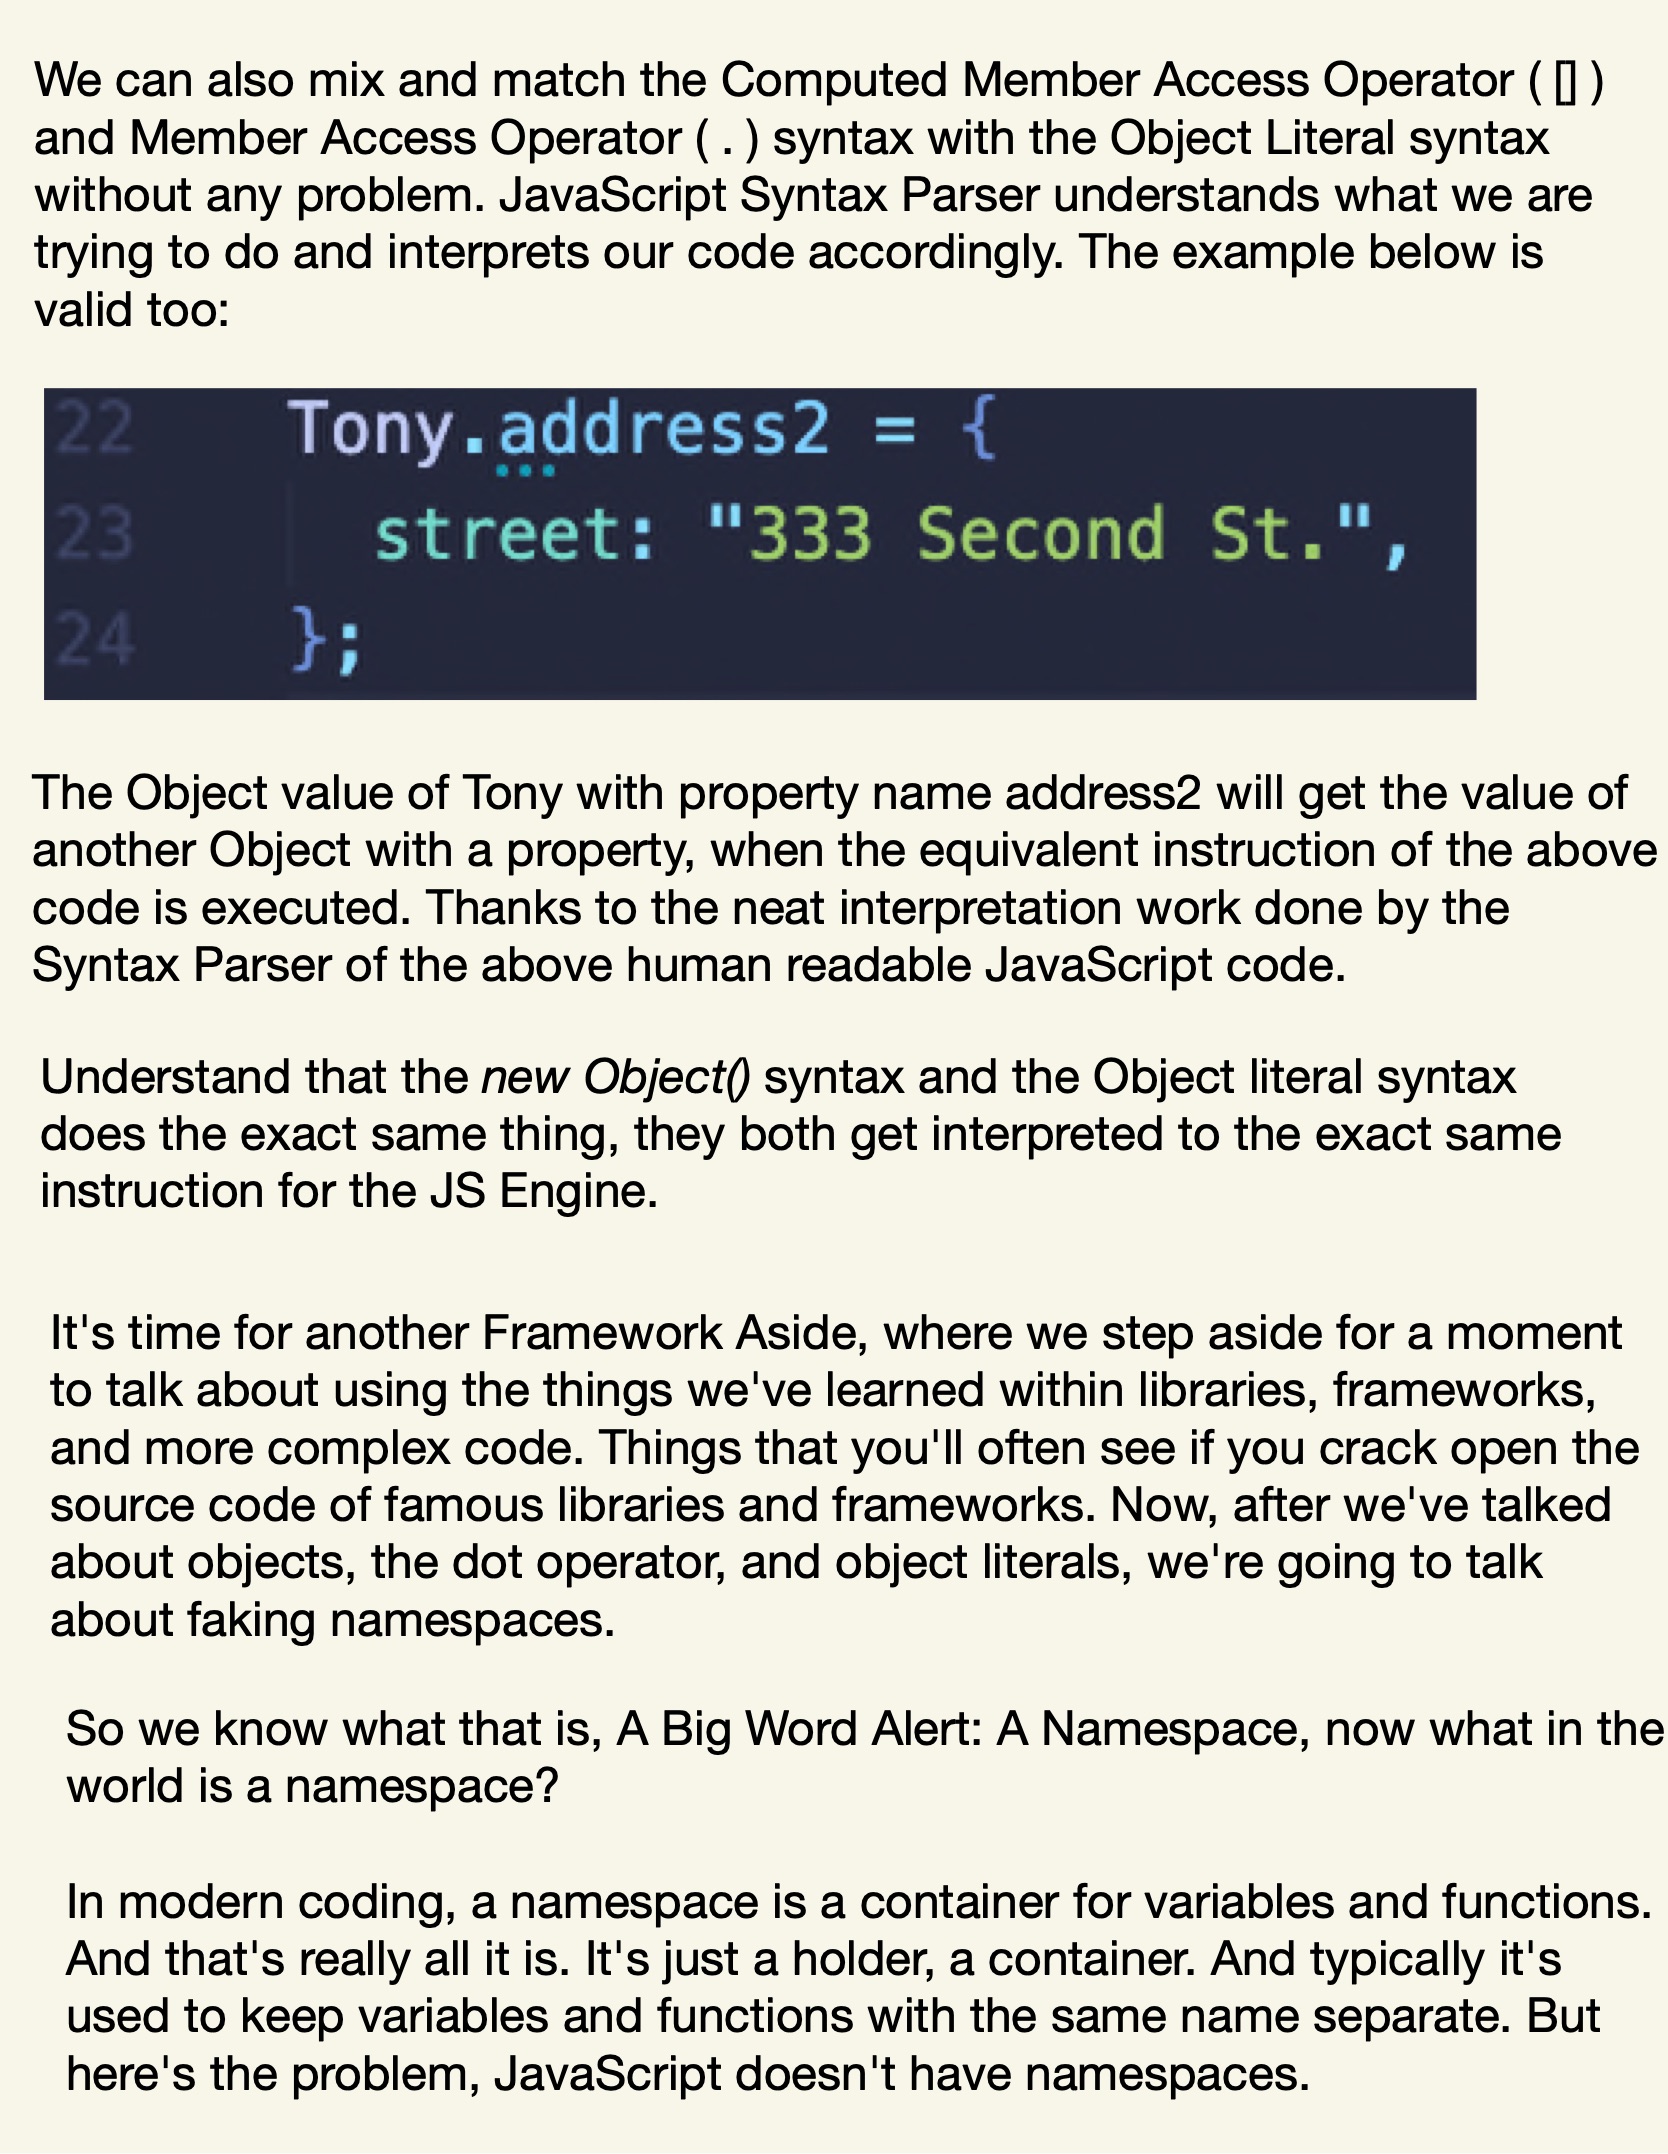 We can also mix and match the Computed Member Access Operator ( [] )
and Member Access Operator ( . ) syntax with the Object Literal syntax
without any problem. JavaScript Syntax Parser understands what we are
trying to do and interprets our code accordingly. The example below is
valid too:
22 Tony.address2 = {
23 street: "333 Second St.",
24 };
The Object value of Tony with property name address2 will get the value of
another Object with a property, when the equivalent instruction of the above
code is executed. Thanks to the neat interpretation work done by the
Syntax Parser of the above human readable JavaScript code.
Understand that the new Object() syntax and the Object literal syntax
does the exact same thing, they both get interpreted to the exact same
instruction for the JS Engine.
It's time for another Framework Aside, where we step aside for a moment
to talk about using the things we've learned within libraries, frameworks,
and more complex code. Things that you'll often see if you crack open the
source code of famous libraries and frameworks. Now, after we've talked
about objects, the dot operator, and object literals, we're going to talk
about faking namespaces.
So we know what that is, A Big Word Alert: A Namespace, now what in the
world is a namespace?
In modern coding, a namespace is a container for variables and functions.
And that's really all it is. It's just a holder, a container. And typically it's
used to keep variables and functions with the same name separate. But
here's the problem, JavaScript doesn't have namespaces.